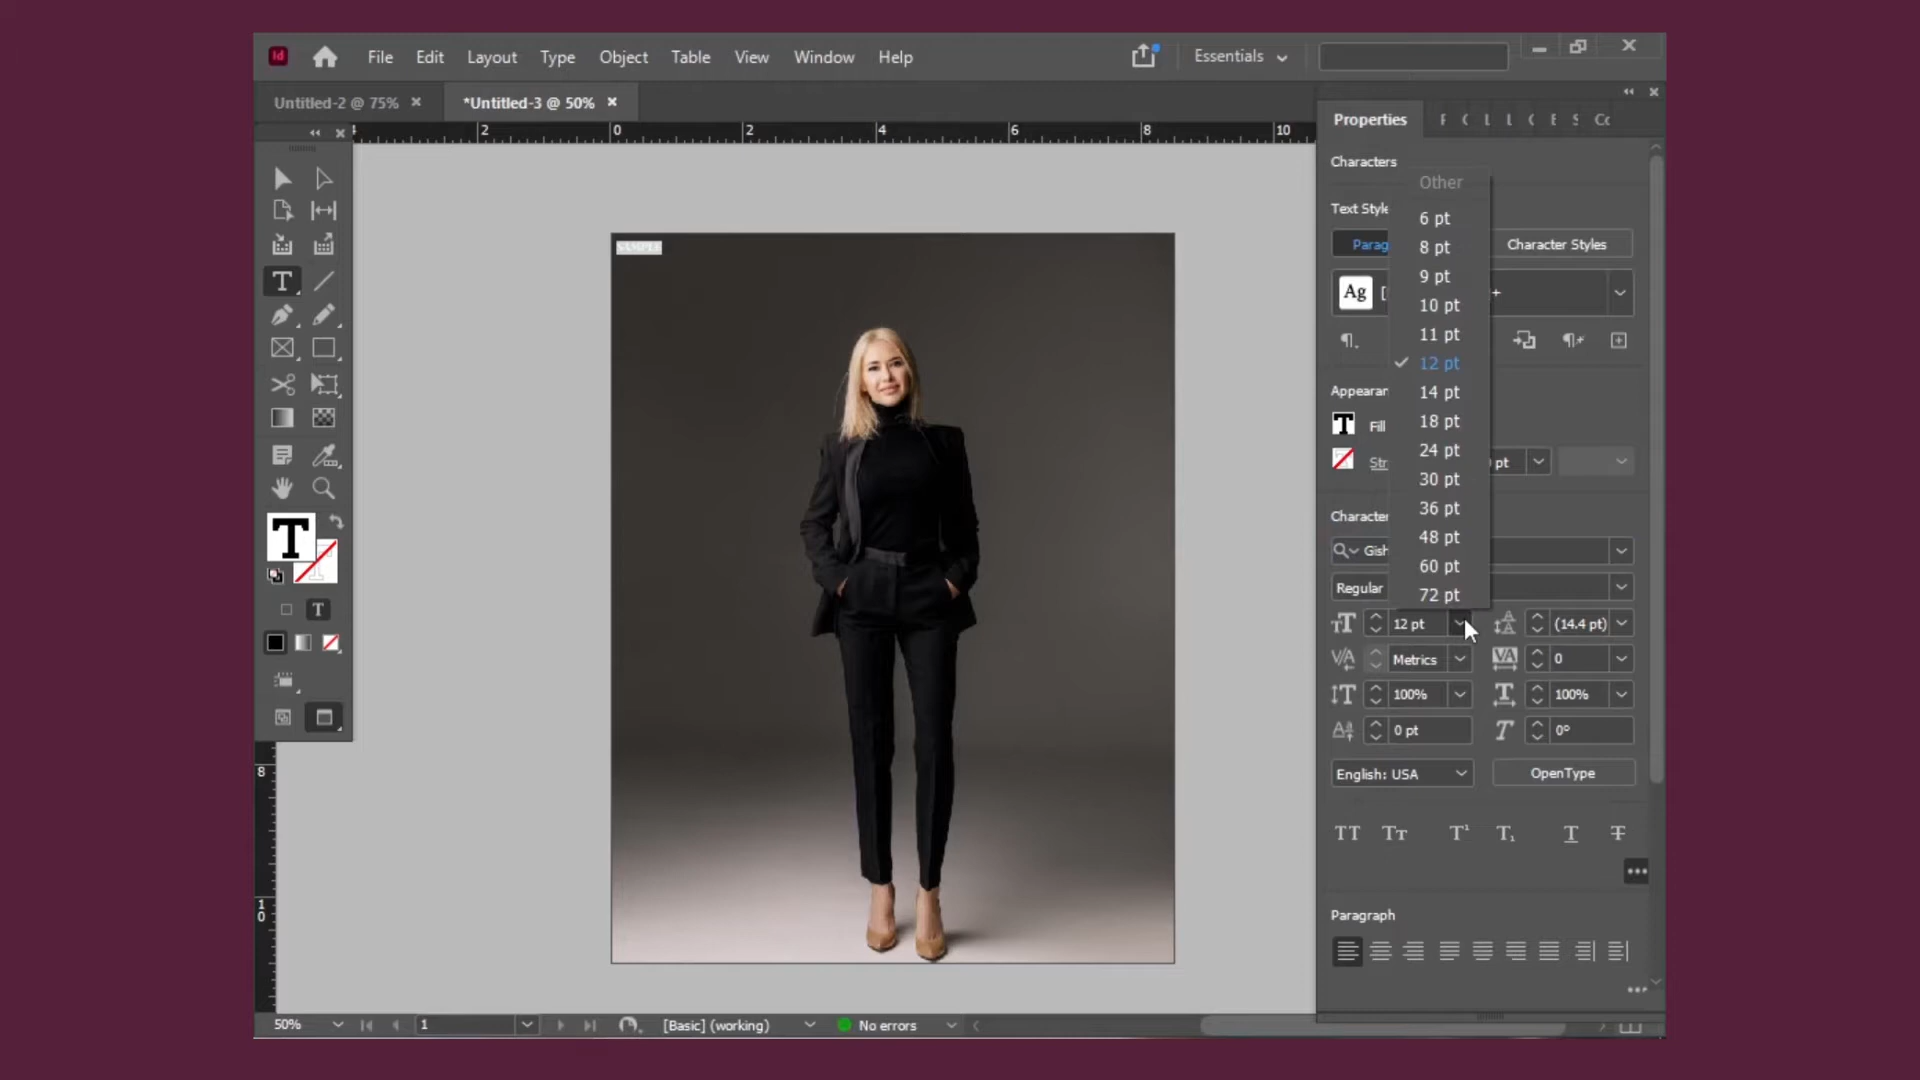 Id File Edit Layout Type Object Table View Window Help Essentials
Untitled-2 @ 75% *Untitled-3 @ 50%
2 0 2 4 6 8 10
Properties
Characters
Other
6 pt
Text Style
8 pt
Parag Character Styles
9 pt
Ag [ +
10 pt
11 pt
12 pt
14 pt
Appearan
18 pt
Fill
24 pt
Str pt
30 pt
36 pt
Character
48 pt
Gish
60 pt
Regular
72 pt
12 pt (14.4 pt)
Metrics 0
100% 100%
0 pt 0°
English: USA OpenType
Paragraph
SAMPLE
8
10
50% 1 [Basic] (working) No errors